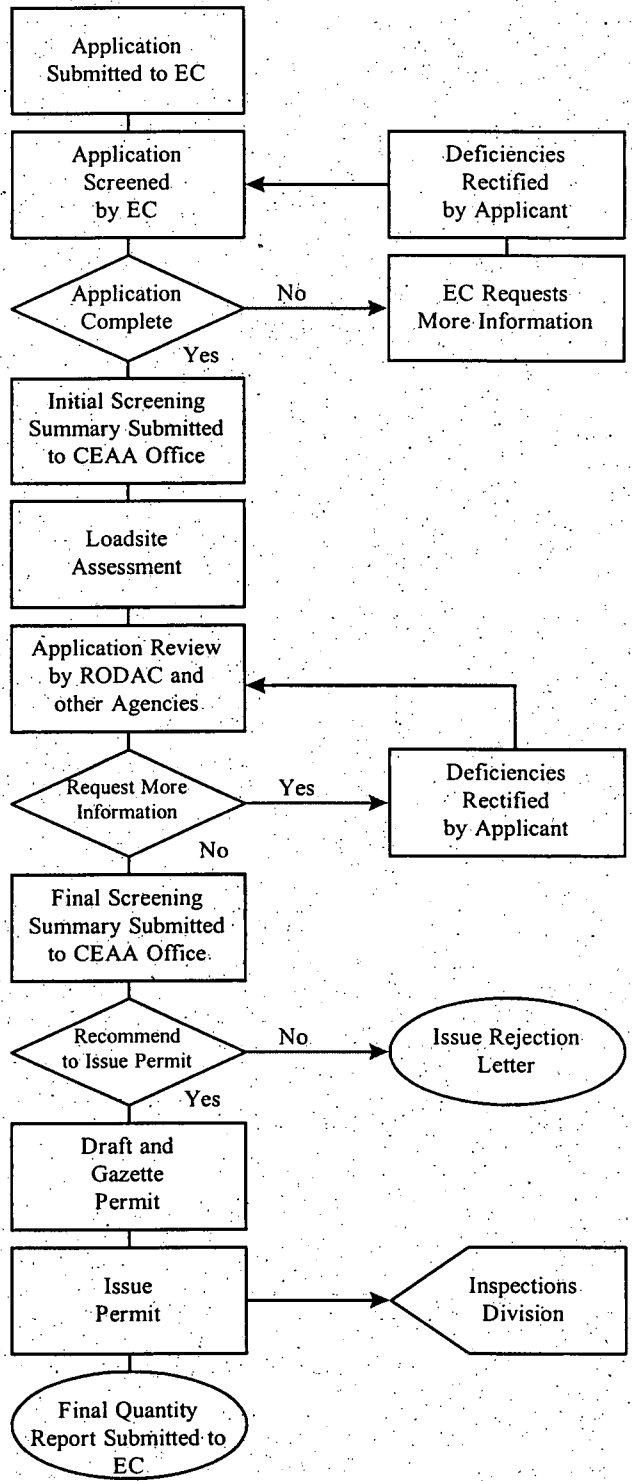 Application
Submitted to EC
Application
Screened
by EC
Deficiencies
Rectified
by Applicant
Application
Complete
No
EC Requests
More Information
Yes
Initial Screening
Summary Submitted
to CEAA Office
Loadsite
Assessment
Application Review
by RODAC and
other Agencies
Request More
Information
Yes
Deficiencies
Rectified
by Applicant
No
Final Screening
Summary Submitted
to CEAA Office
Recommend
to Issue Permit
No
Issue Rejection
Letter
Yes
Draft and
Gazette
Permit
Issue
Permit
Inspections
Division
Final Quantity
Report Submitted to
EC